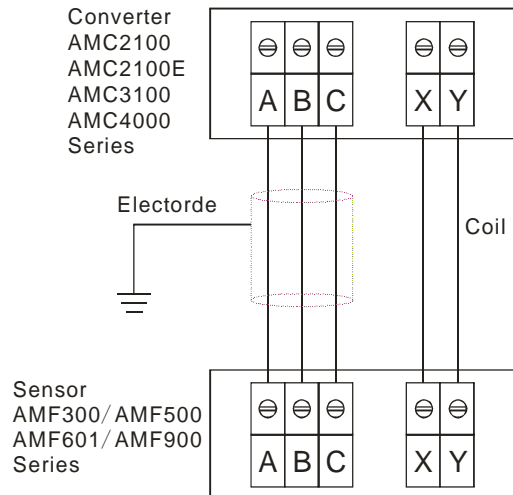 Converter
AMC2100
AMC2100E
AMC3100
AMC4000
Series
A B C X Y
Electorde
Coil
Sensor
AMF300/AMF500
AMF601/AMF900
Series
A B C X Y